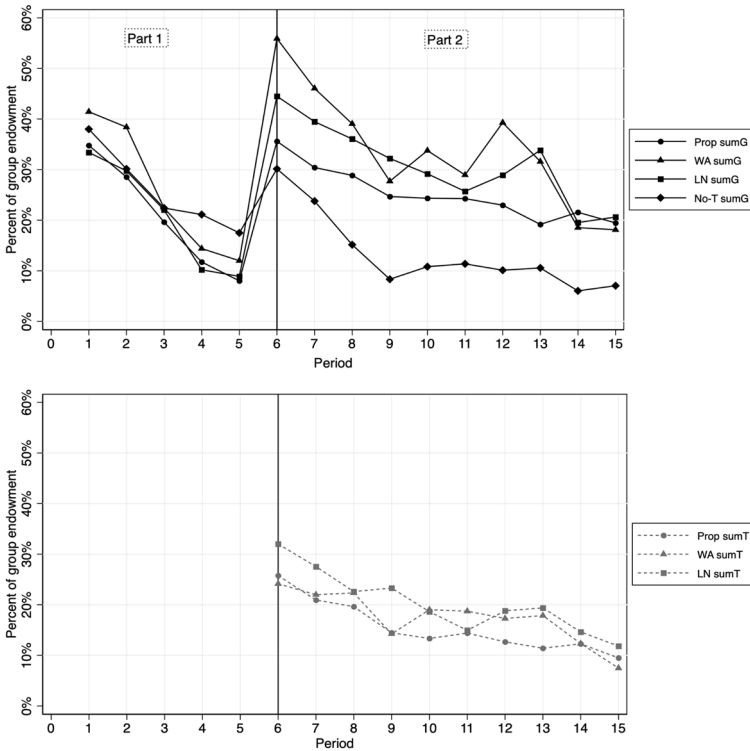 60%
Part 1
Part 2
50%
40%
30%
20%
10%
0%
Percent of group endowment
0 1 2 3 4 5 6 7 8 9 10 11 12 13 14 15
Period
Prop sumG
WA sumG
LN sumG
No-T sumG
60%
50%
40%
30%
20%
10%
0%
Percent of group endowment
0 1 2 3 4 5 6 7 8 9 10 11 12 13 14 15
Period
Prop sumT
WA sumT
LN sumT